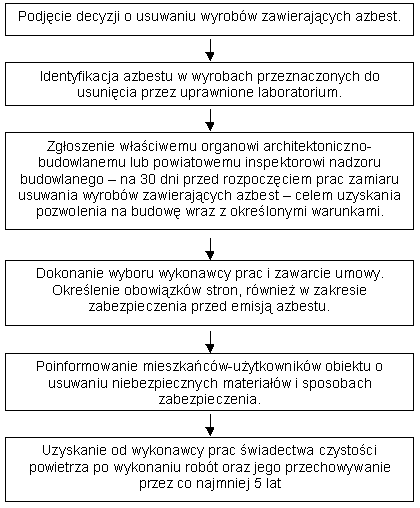 Podjęcie decyzji o usuwaniu wyrobów zawierających azbest.
Identyfikacja azbestu w wyrobach przeznaczonych do
usunięcia przez uprawnione laboratorium.
Zgłoszenie właściwemu organowi architektoniczno-
budowlanemu lub powiatowemu inspektorowi nadzoru
budowlanego – na 30 dni przed rozpoczęciem prac zamiaru
usuwania wyrobów zawierających azbest – celem uzyskania
pozwolenia na budowę wraz z określonymi warunkami.
Dokonanie wyboru wykonawcy prac i zawarcie umowy.
Określenie obowiązków stron, również w zakresie
zabezpieczenia przed emisją azbestu.
Poinformowanie mieszkańców-użytkowników obiektu o
usuwaniu niebezpiecznych materiałów i sposobach
zabezpieczenia.
Uzyskanie od wykonawcy prac świadectwa czystości
powietrza po wykonaniu robót oraz jego przechowywanie
przez co najmniej 5 lat